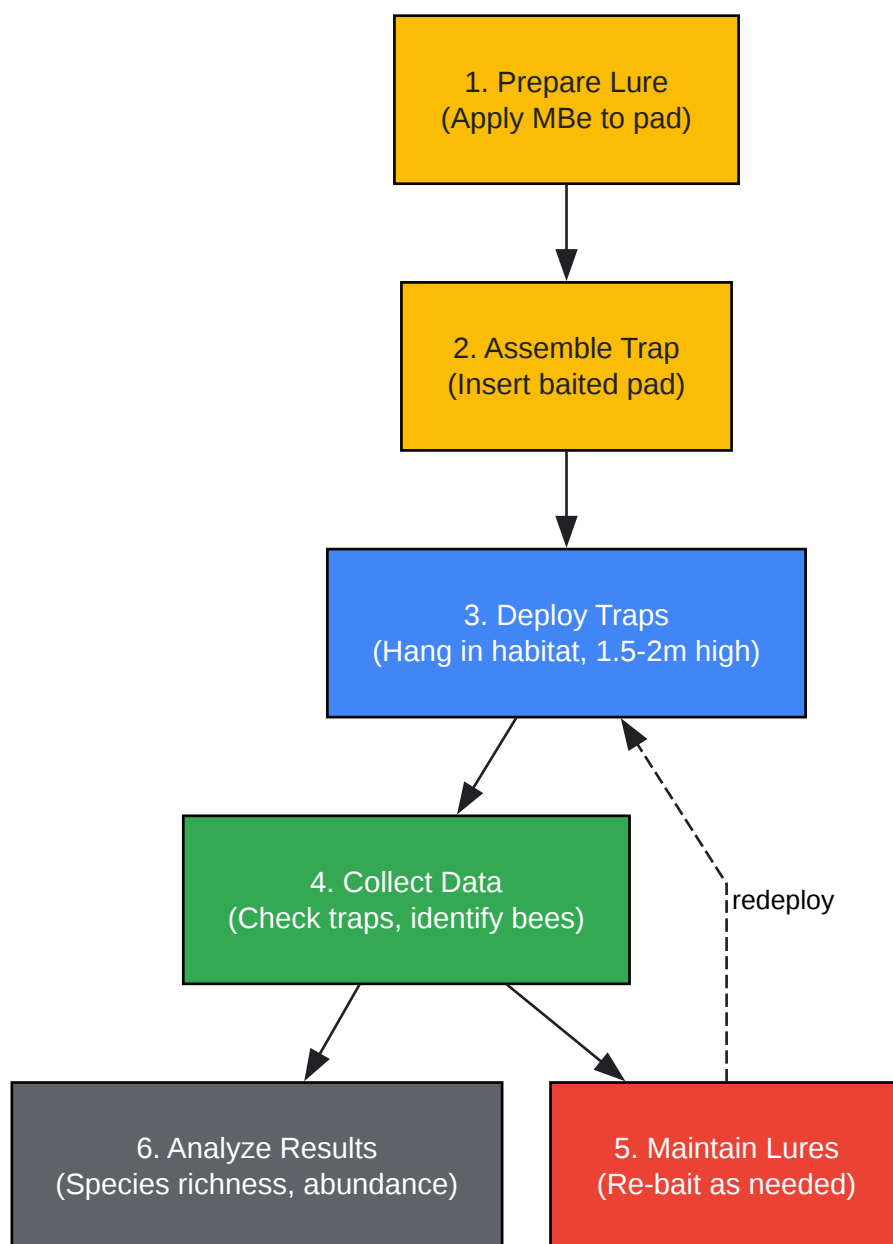 1. Prepare Lure
(Apply MBe to pad)
2. Assemble Trap
(Insert baited pad)
3. Deploy Traps
(Hang in habitat, 1.5-2m high)
4. Collect Data
(Check traps, identify bees)
redeploy
6. Analyze Results
(Species richness, abundance)
5. Maintain Lures
(Re-bait as needed)